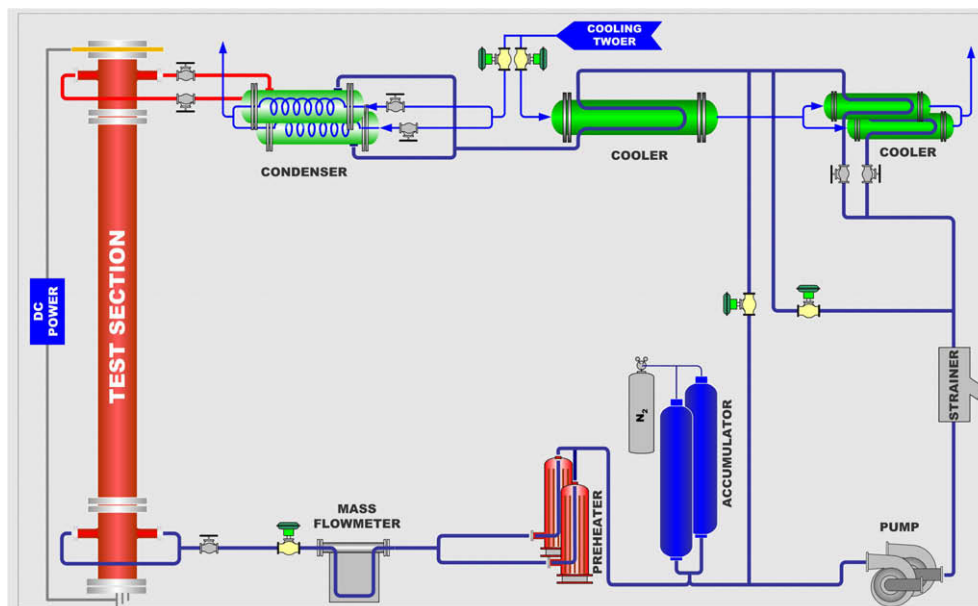 COOLING
TWOER
CONDENSER
COOLER
COOLER
DC
POWER
TEST SECTION
STRAINER
N2
ACCUMULATOR
PREHEATER
MASS
FLOWMETER
PUMP